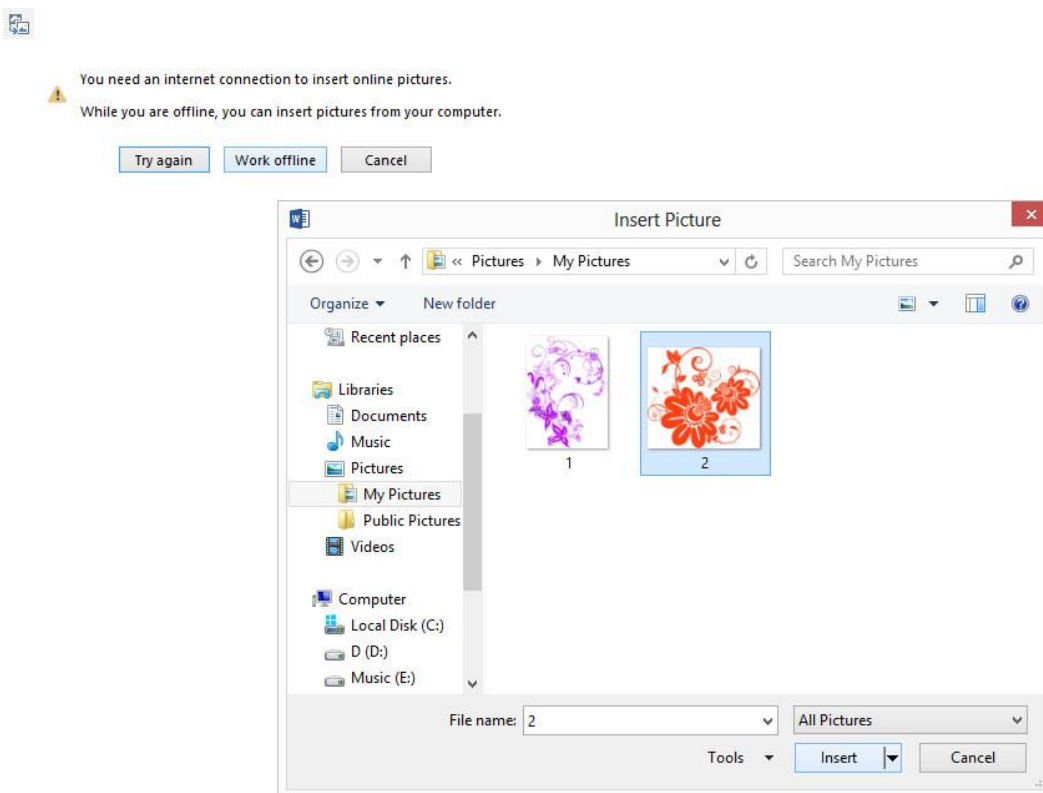 You need an internet connection to insert online pictures.
While you are offline, you can insert pictures from your computer.
Try again Work offline Cancel
Insert Picture
« Pictures My Pictures Search My Pictures
Organize New folder
Recent places
Libraries
Documents
Music
Pictures
My Pictures
Public Pictures
Videos
Computer
Local Disk (C:)
D (D:)
Music (E:)
1 2
File name: 2 All Pictures
Tools Insert Cancel